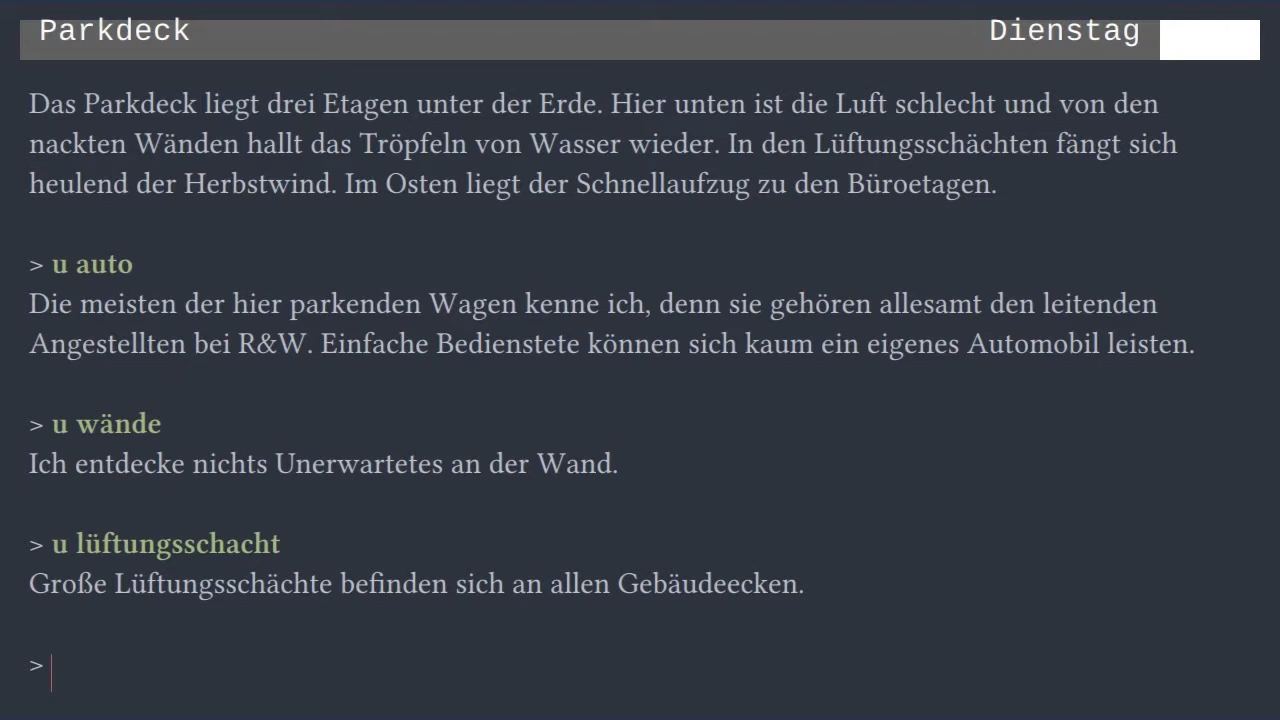 Parkdeck Dienstag
Das Parkdeck liegt drei Etagen unter der Erde. Hier unten ist die Luft schlecht und von den
nackten Wänden hallt das Tröpfeln von Wasser wieder. In den Lüftungsschächten fängt sich
heulend der Herbstwind. Im Osten liegt der Schnellaufzug zu den Büroetagen.
> u auto
Die meisten der hier parkenden Wagen kenne ich, denn sie gehören allesamt den leitenden
Angestellten bei R&W. Einfache Bedienstete können sich kaum ein eigenes Automobil leisten.
> u wände
Ich entdecke nichts Unerwartetes an der Wand.
> u lüftungsschacht
Große Lüftungsschächte befinden sich an allen Gebäudeecken.
>